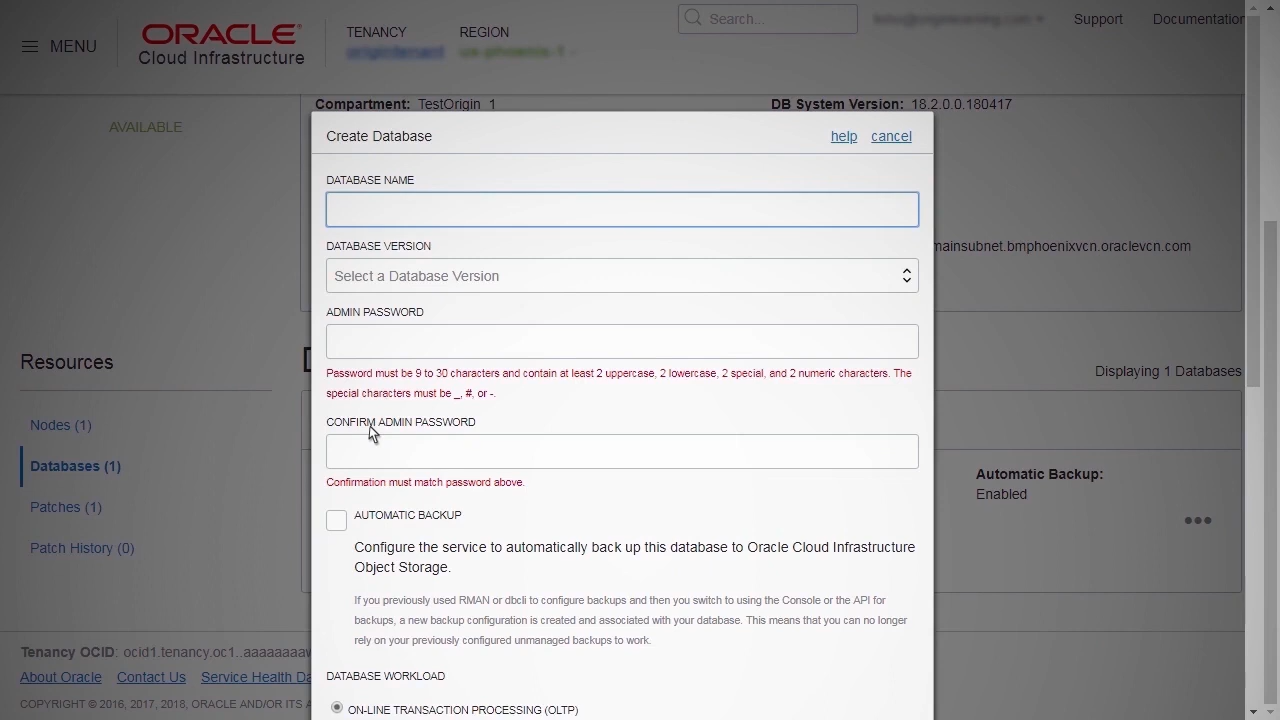 MENU
ORACLE
Cloud Infrastructure
TENANCY
REGION
Search...
Support
Documentation
AVAILABLE
Compartment: TestOrigin_1
DB System Version: 18.2.0.0.180417
mainsubnet.bmphoenixvcn.oraclevcn.com
Create Database
help
cancel
DATABASE NAME
DATABASE VERSION
Select a Database Version
ADMIN PASSWORD
Password must be 9 to 30 characters and contain at least 2 uppercase, 2 lowercase, 2 special, and 2 numeric characters. The
special characters must be _, #, or -.
CONFIRM ADMIN PASSWORD
Confirmation must match password above.
AUTOMATIC BACKUP
Configure the service to automatically back up this database to Oracle Cloud Infrastructure
Object Storage.
If you previously used RMAN or dbcli to configure backups and then you switch to using the Console or the API for
backups, a new backup configuration is created and associated with your database. This means that you can no longer
rely on your previously configured unmanaged backups to work.
DATABASE WORKLOAD
ON-LINE TRANSACTION PROCESSING (OLTP)
Resources
Nodes (1)
Databases (1)
Patches (1)
Patch History (0)
Displaying 1 Databases
Automatic Backup:
Enabled
Tenancy OCID: ocid1.tenancy.oc1..aaaaaaaa
About Oracle
Contact Us
Service Health Da
COPYRIGHT © 2016, 2017, 2018, ORACLE AND/OR ITS A